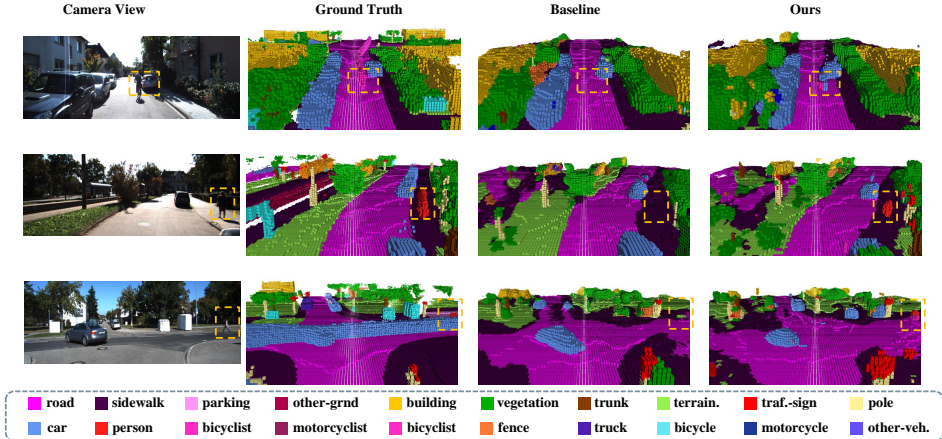 Camera View Ground Truth Baseline Ours
road sidewalk parking other-grnd building vegetation trunk terrain. traf.-sign pole
car person bicyclist motorcyclist bicyclist fence truck bicycle motorcycle other-veh.